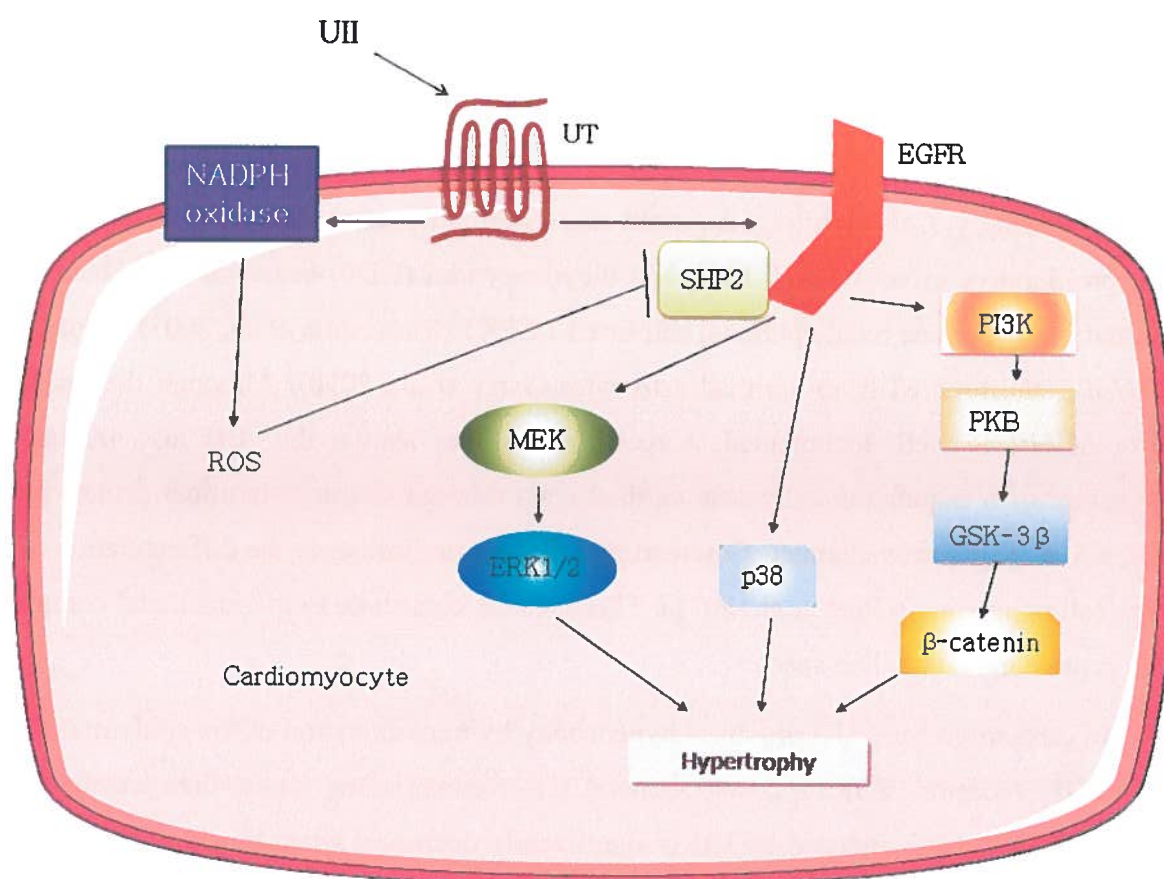 UII
UT
EGFR
NADPH
oxidase
SHP2
PI3K
MEK
PKB
ROS
GSK-3β
ERK1/2
p38
β-catenin
Cardiomyocyte
Hypertrophy